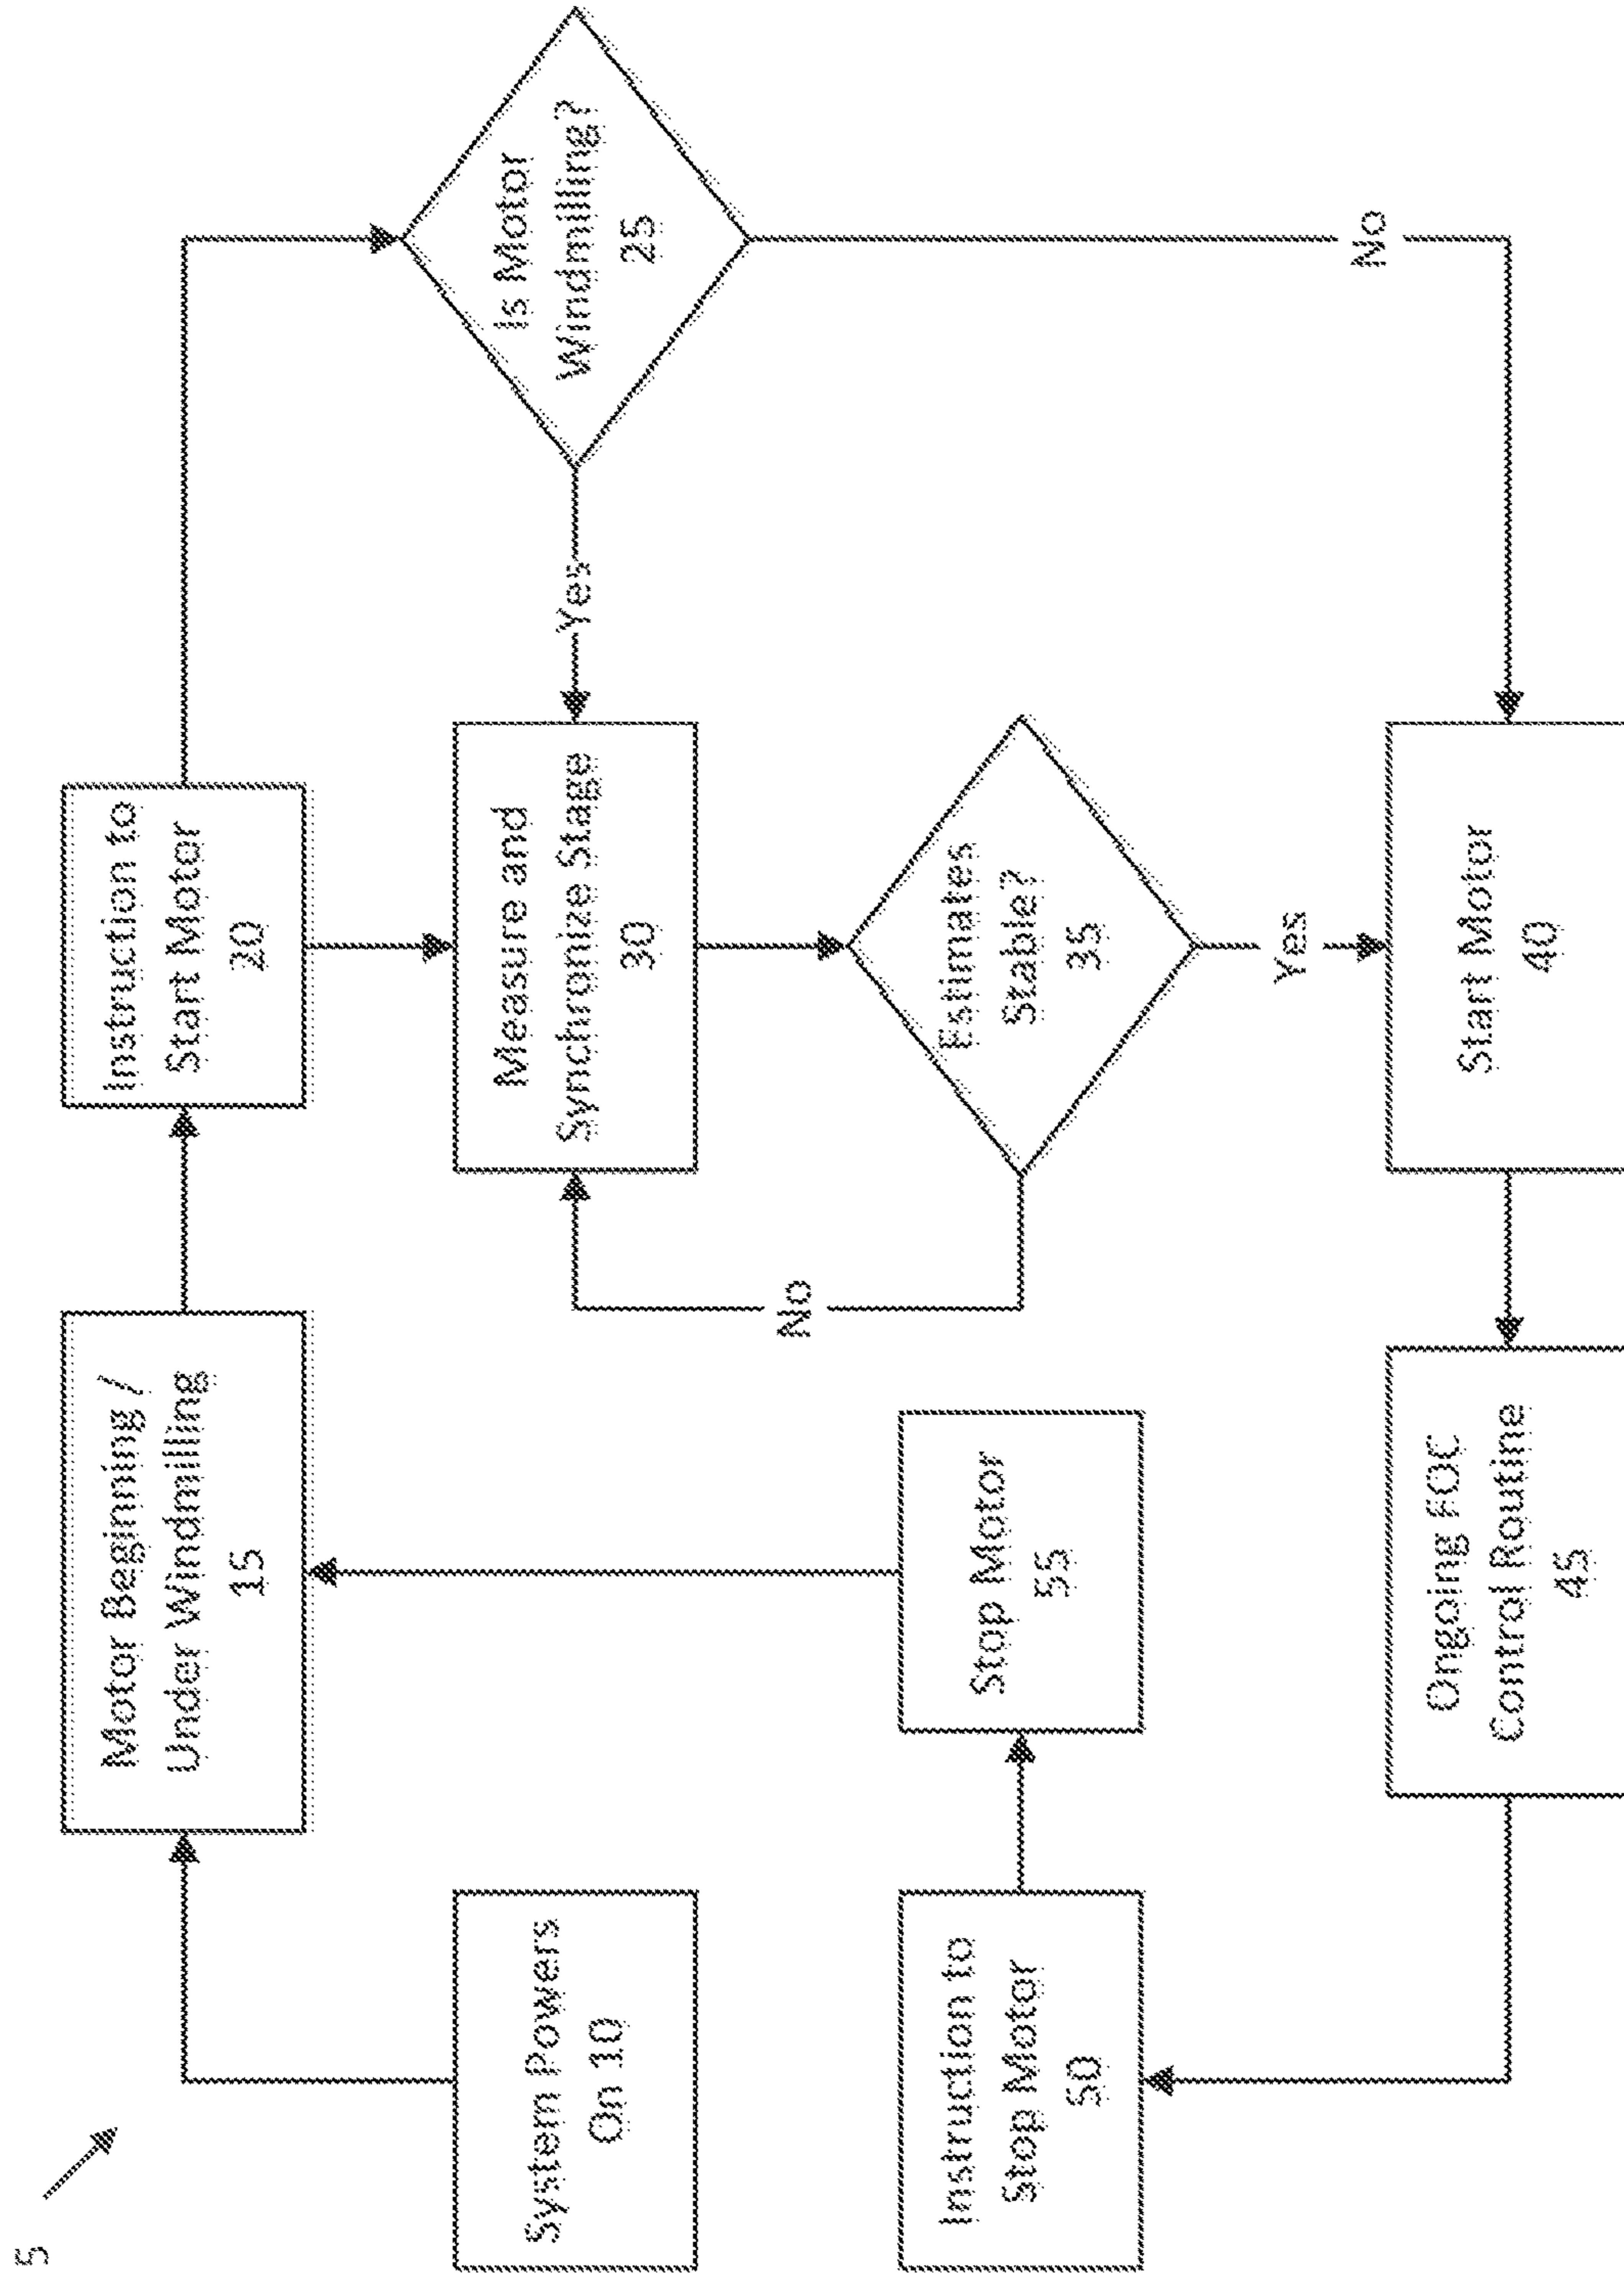 5
System Powers
On 10
Motor Beginning /
Under Windmilling
15
Instruction to
Start Motor
20
Is Motor
Windmilling?
25
Yes
No
Measure and
Synchronize Stage
30
Estimates
Stable?
35
No
Yes
Start Motor
40
Ongoing FOC
Control Routine
45
Instruction to
Stop Motor
50
Stop Motor
55